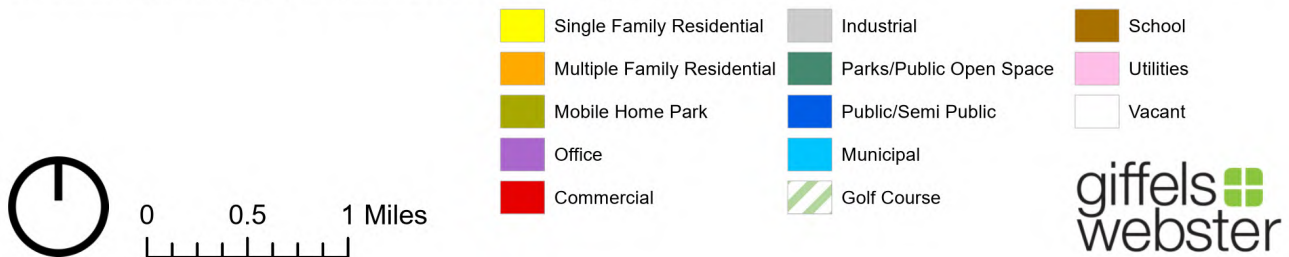 Single Family Residential
Multiple Family Residential
Mobile Home Park
Office
Commercial
Industrial
Parks/Public Open Space
Public/Semi Public
Municipal
Golf Course
School
Utilities
Vacant
0 0.5 1 Miles
giffels
webster